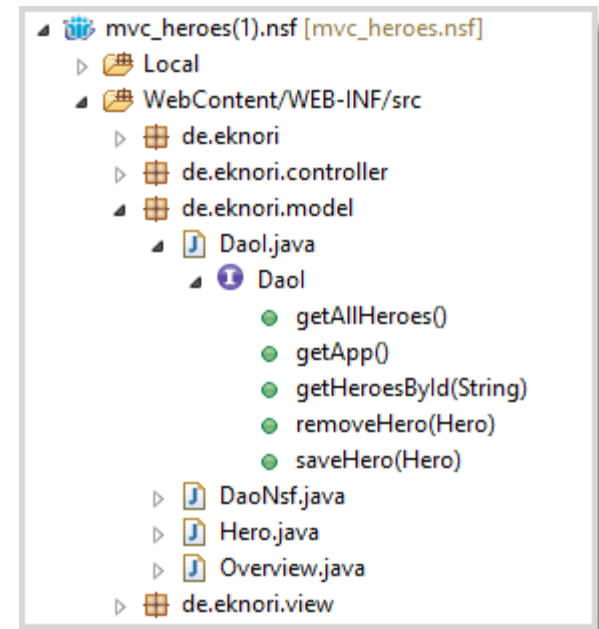 mvc_heroes(1).nsf [mvc_heroes.nsf]
Local
WebContent/WEB-INF/src
de.eknori
de.eknori.controller
de.eknori.model
J DaoI.java
I DaoI
getAllHeroes()
getApp()
getHeroesById(String)
removeHero(Hero)
saveHero(Hero)
J DaoNsf.java
J Hero.java
J Overview.java
de.eknori.view